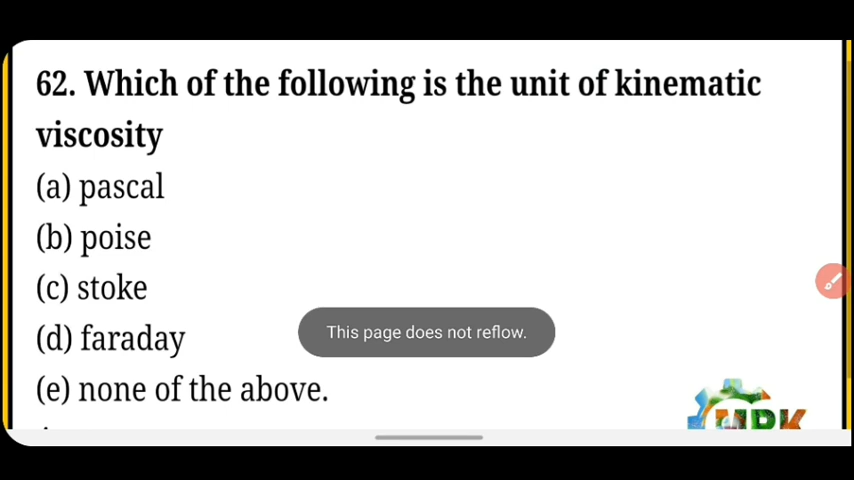 62. Which of the following is the unit of kinematic
viscosity
(a) pascal
(b) poise
(c) stoke
(d) faraday
This page does not reflow.
(e) none of the above.